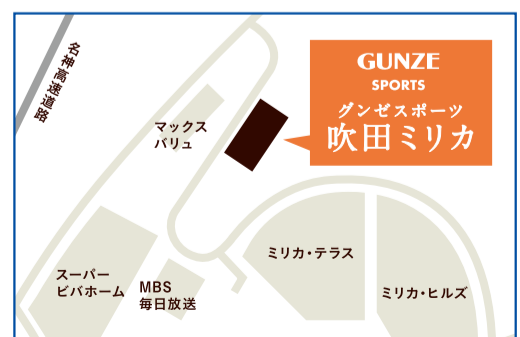 名神高速道路
GUNZE
SPORTS
グンゼスポーツ
吹田ミリカ
マックス
バリュ
ミリカ・テラス
スーパー
ビバホーム
MBS
毎日放送
ミリカ・ヒルズ